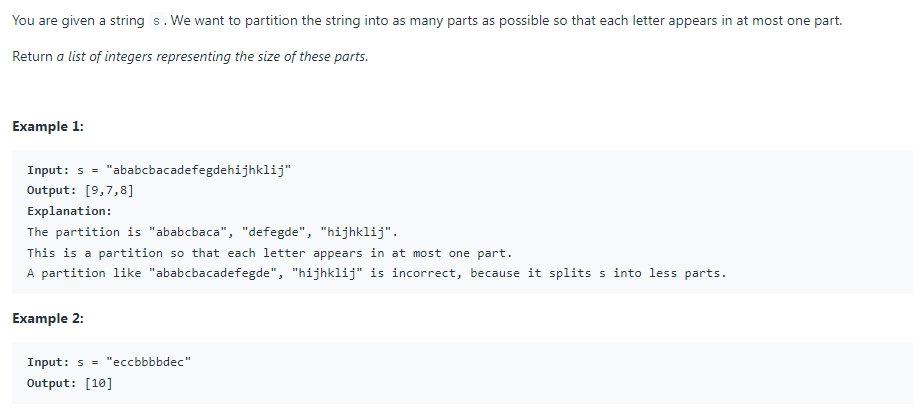 You are given a string s. We want to partition the string into as many parts as possible so that each letter appears in at most one part.
Return a list of integers representing the size of these parts.
Example 1:
Input: s = "ababcbacadefegdehijhklij"
Output: [9,7,8]
Explanation:
The partition is "ababcbaca", "defegde", "hijhklij".
This is a partition so that each letter appears in at most one part.
A partition like "ababcbacadefegde", "hijhklij" is incorrect, because it splits s into less parts.
Example 2:
Input: s = "eccbbbbdec"
Output: [10]